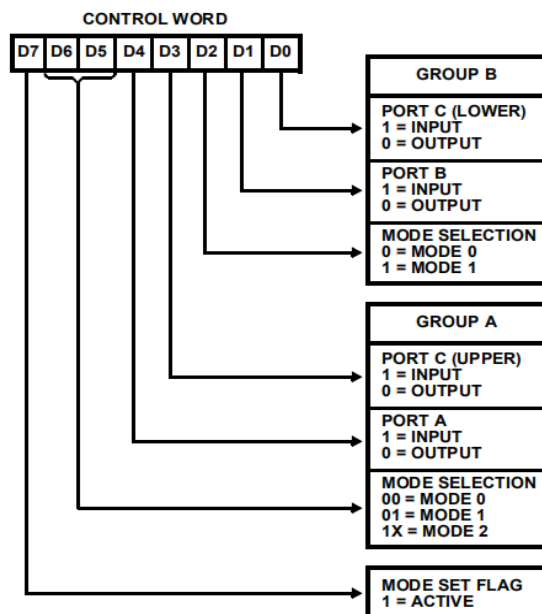 CONTROL WORD
D7 D6 D5 D4 D3 D2 D1 D0
GROUP B
PORT C (LOWER)
1 = INPUT
0 = OUTPUT
PORT B
1 = INPUT
0 = OUTPUT
MODE SELECTION
0 = MODE 0
1 = MODE 1
GROUP A
PORT C (UPPER)
1 = INPUT
0 = OUTPUT
PORT A
1 = INPUT
0 = OUTPUT
MODE SELECTION
00 = MODE 0
01 = MODE 1
1X = MODE 2
MODE SET FLAG
1 = ACTIVE